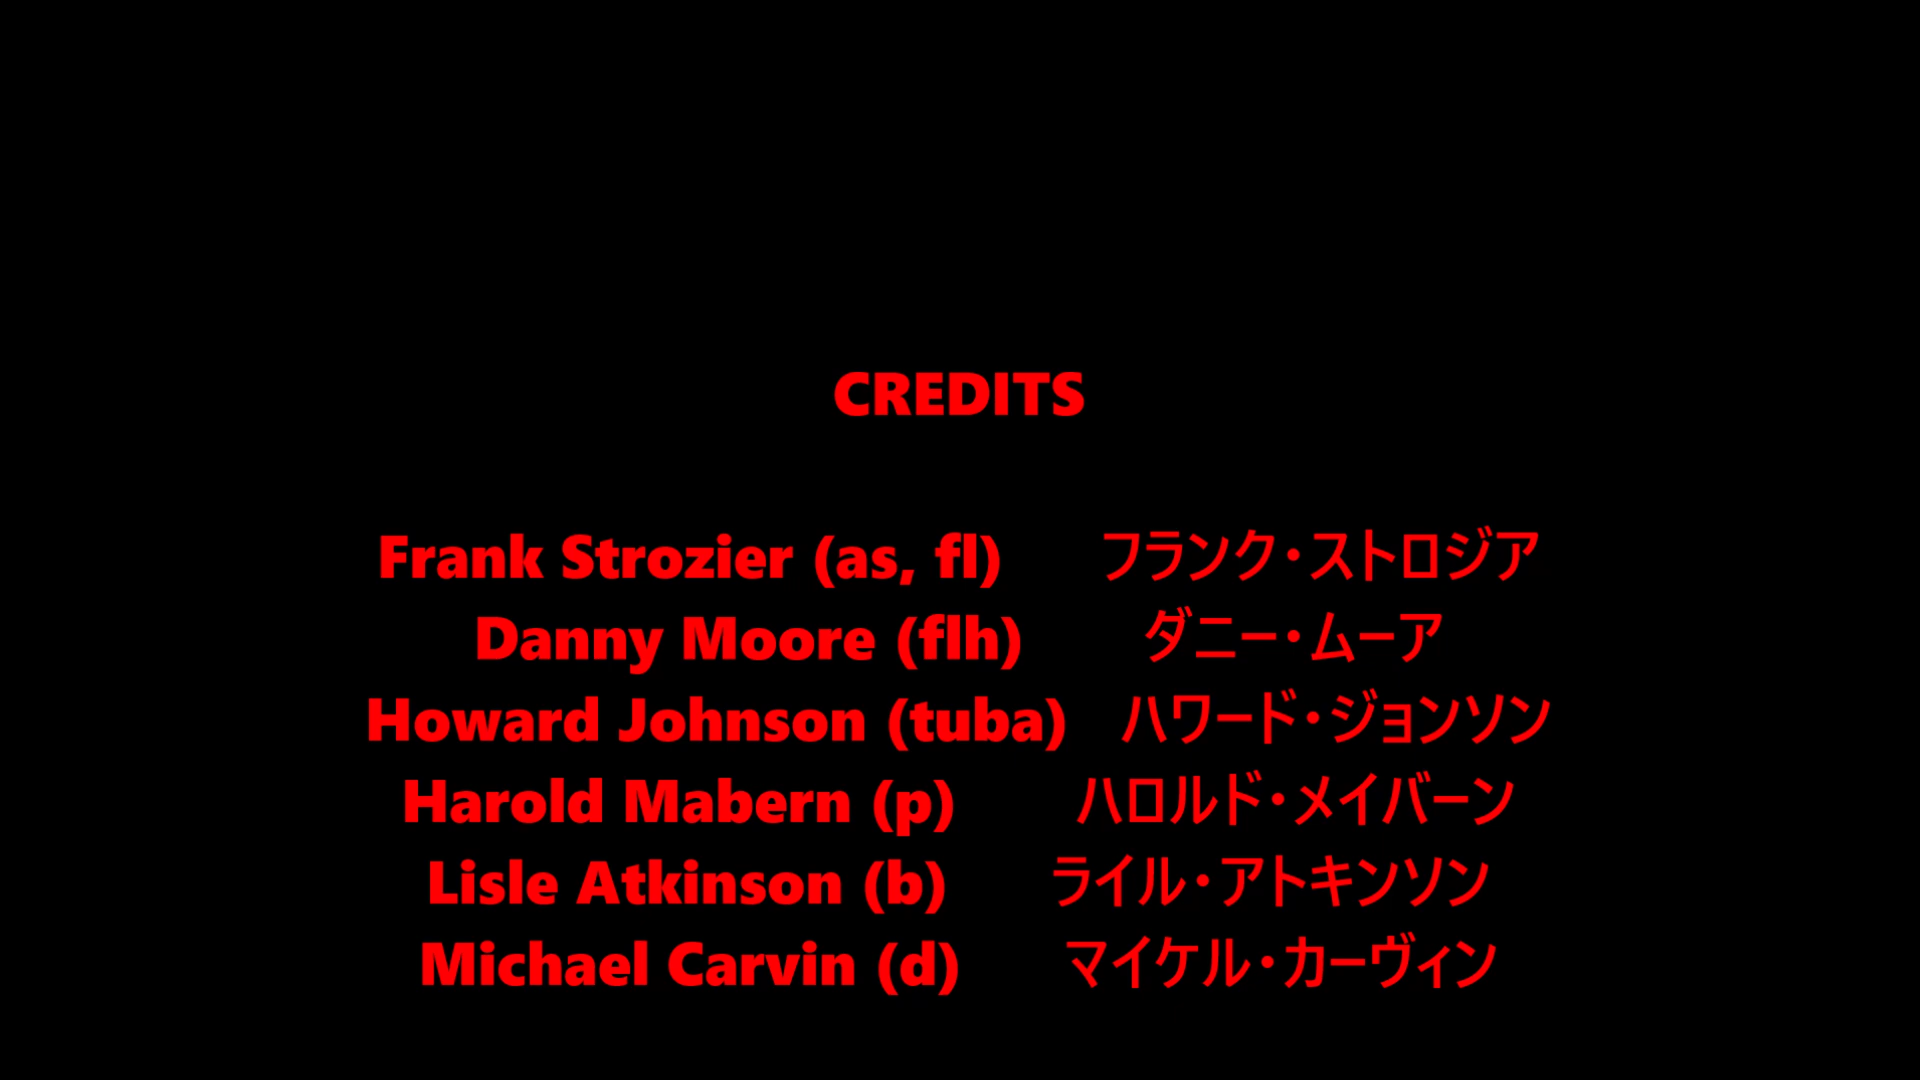 CREDITS
Frank Strozier (as, fl) フランク・ストロジア
Danny Moore (flh) ダニー・ムーア
Howard Johnson (tuba) ハワード・ジョンソン
Harold Mabern (p) ハロルド・メイバーン
Lisle Atkinson (b) ライル・アトキンソン
Michael Carvin (d) マイケル・カーヴィン